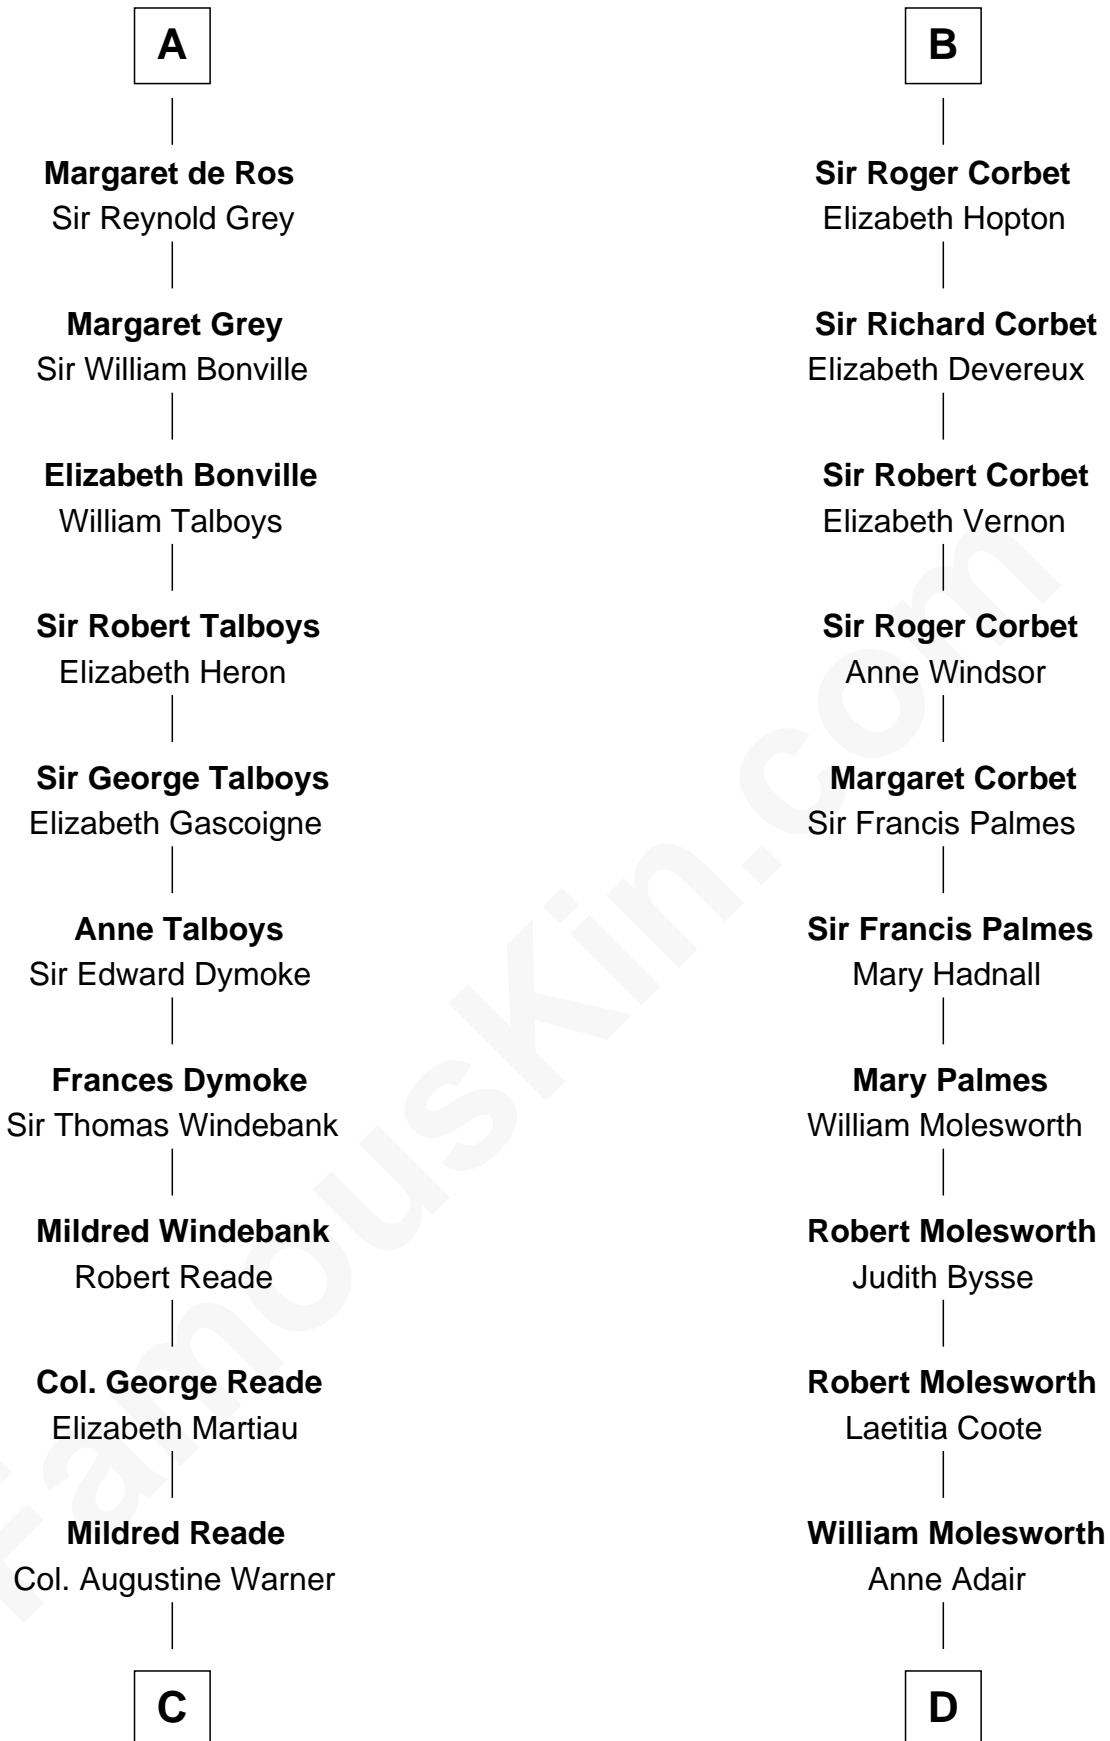 A
Margaret de Ros
Sir Reynold Grey
Margaret Grey
Sir William Bonville
Elizabeth Bonville
William Talboys
Sir Robert Talboys
Elizabeth Heron
Sir George Talboys
Elizabeth Gascoigne
Anne Talboys
Sir Edward Dymoke
Frances Dymoke
Sir Thomas Windebank
Mildred Windebank
Robert Reade
Col. George Reade
Elizabeth Martiau
Mildred Reade
Col. Augustine Warner
C
B
Sir Roger Corbet
Elizabeth Hopton
Sir Richard Corbet
Elizabeth Devereux
Sir Robert Corbet
Elizabeth Vernon
Sir Roger Corbet
Anne Windsor
Margaret Corbet
Sir Francis Palmes
Sir Francis Palmes
Mary Hadnall
Mary Palmes
William Molesworth
Robert Molesworth
Judith Bysse
Robert Molesworth
Laetitia Coote
William Molesworth
Anne Adair
D
FamousKin.com